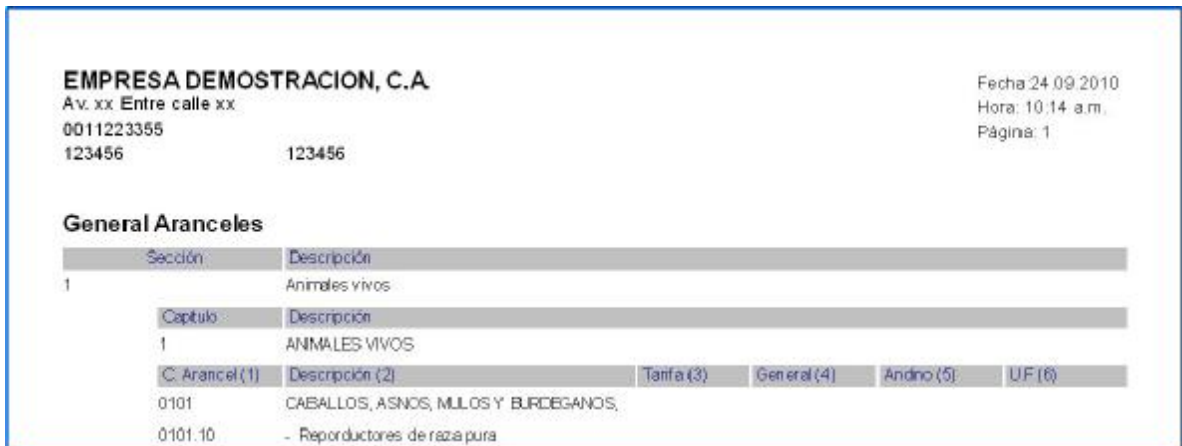 EMPRESA DEMOSTRACION, C.A.
Av. xx Entre calle xx
0011223355
123456 123456
Fecha:24.09.2010
Hora: 10:14 a.m.
Página: 1
General Aranceles
Sección Descripción
1 Animales vivos
Capitulo Descripción
1 ANIMALES VIVOS
C. Arancel (1) Descripción (2) Tarifa (3) General (4) Andino (5) U.F (6)
0101 CABALLOS, ASNOS, MULOS Y BURDEGANOS,
0101.10 - Reporductores de raza pura